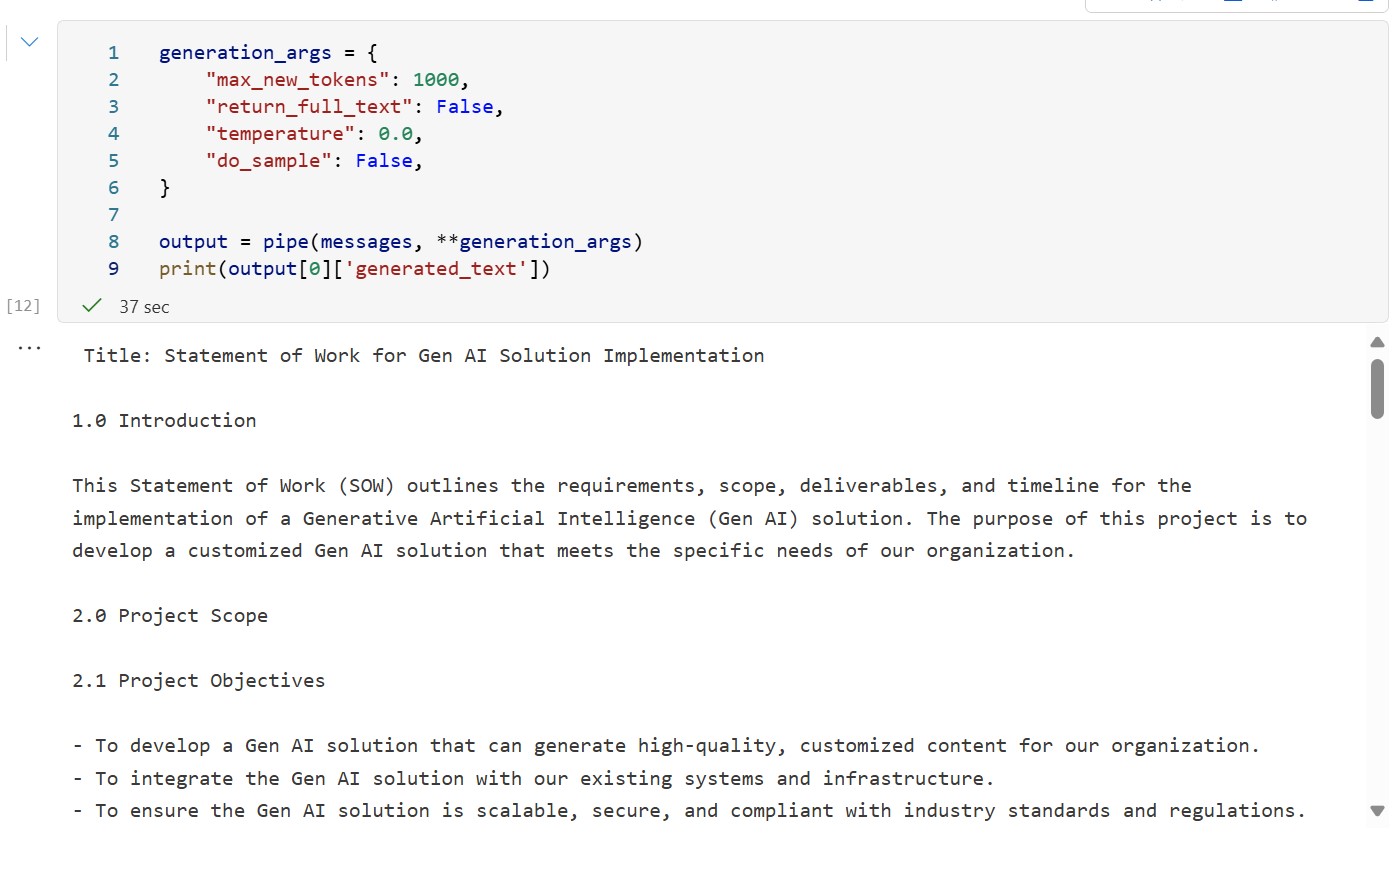 1 generation_args = {
2 "max_new_tokens": 1000,
3 "return_full_text": False,
4 "temperature": 0.0,
5 "do_sample": False,
6 }
7
8 output = pipe(messages, **generation_args)
9 print(output[0]['generated_text'])
[12] 37 sec
Title: Statement of Work for Gen AI Solution Implementation
1.0 Introduction
This Statement of Work (SOW) outlines the requirements, scope, deliverables, and timeline for the
implementation of a Generative Artificial Intelligence (Gen AI) solution. The purpose of this project is to
develop a customized Gen AI solution that meets the specific needs of our organization.
2.0 Project Scope
2.1 Project Objectives
- To develop a Gen AI solution that can generate high-quality, customized content for our organization.
- To integrate the Gen AI solution with our existing systems and infrastructure.
- To ensure the Gen AI solution is scalable, secure, and compliant with industry standards and regulations.